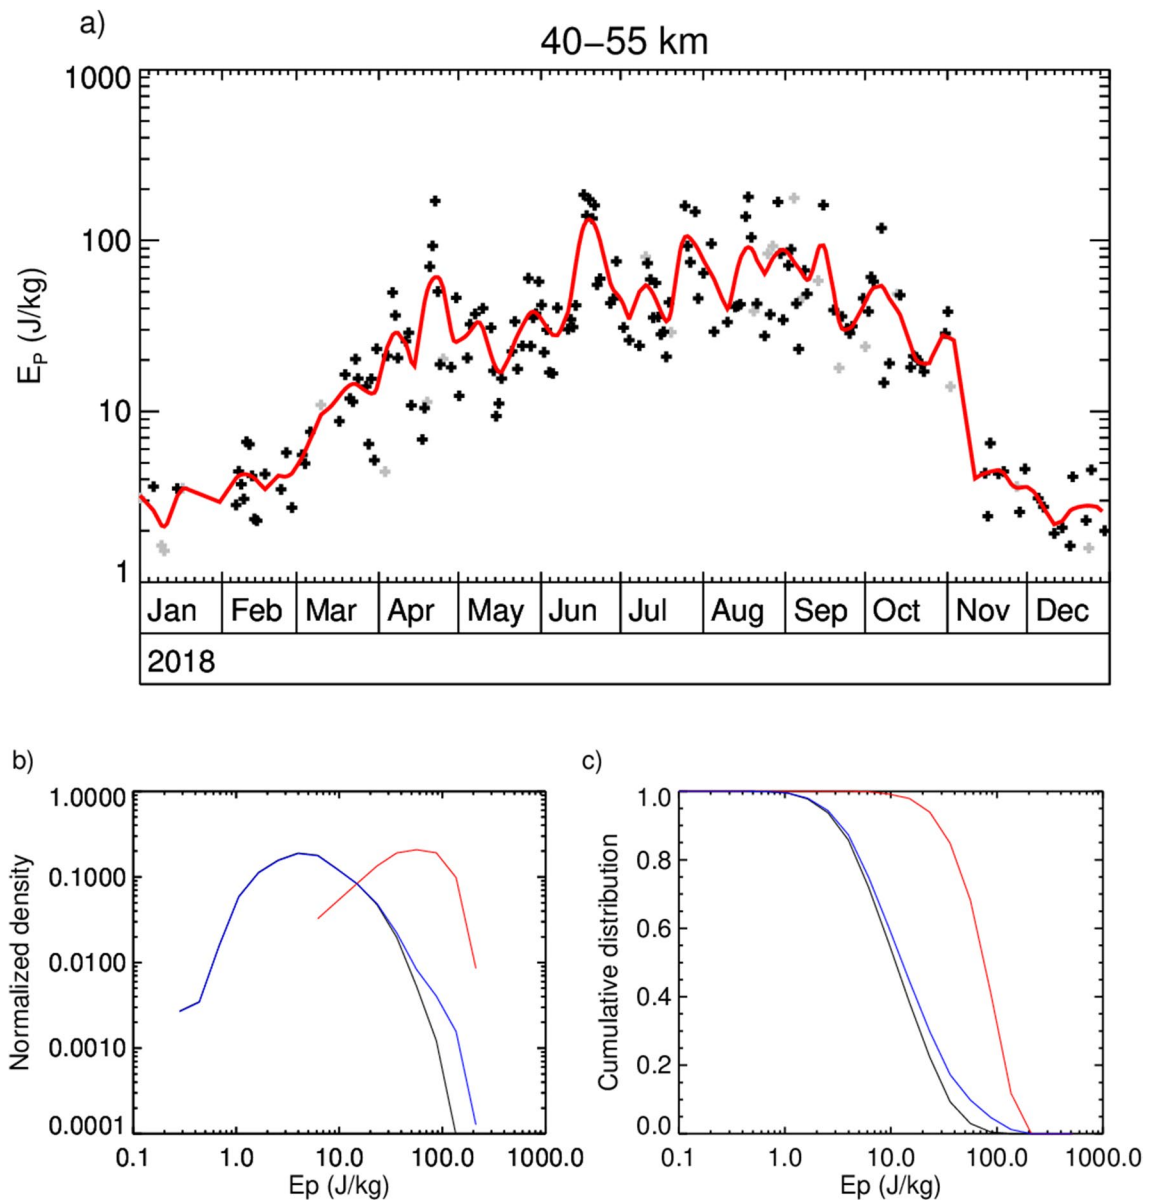 a)
40–55 km
1000
100
10
1
E_P (J/kg)
Jan Feb Mar Apr May Jun Jul Aug Sep Oct Nov Dec
2018
b)
1.0000
0.1000
0.0100
0.0010
0.0001
Normalized density
0.1 1.0 10.0 100.0 1000.0
Ep (J/kg)
c)
1.0
0.8
0.6
0.4
0.2
0.0
Cumulative distribution
0.1 1.0 10.0 100.0 1000.0
Ep (J/kg)